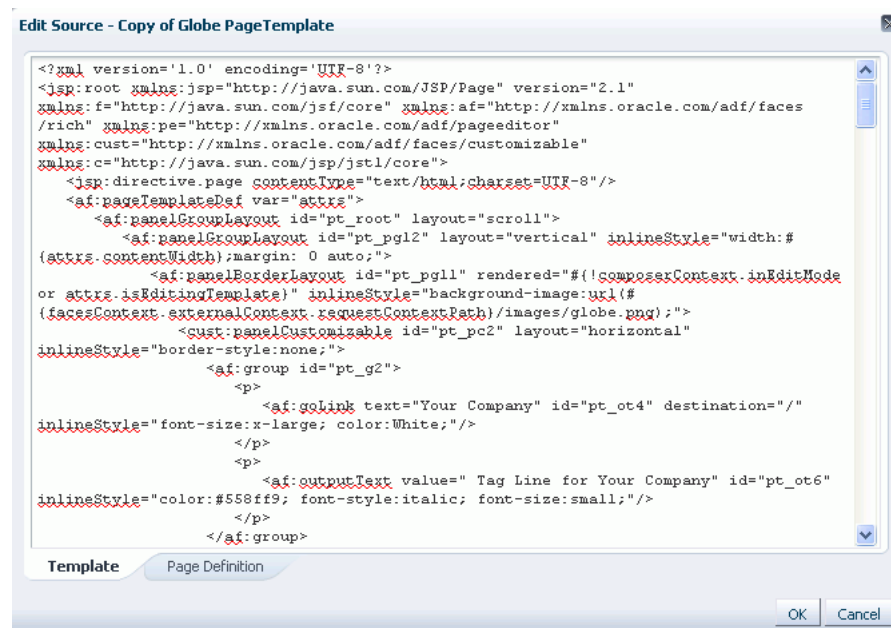 Edit Source - Copy of Globe PageTemplate
<?xml version='1.0' encoding='UTF-8'?>
<jsp:root xmlns:jsp="http://java.sun.com/JSP/Page" version="2.1"
xmlns:f="http://java.sun.com/jsf/core" xmlns:af="http://xmlns.oracle.com/adf/faces
/rich" xmlns:pe="http://xmlns.oracle.com/adf/pageeditor"
xmlns:cust="http://xmlns.oracle.com/adf/faces/customizable"
xmlns:c="http://java.sun.com/jsp/jstl/core">
<jsp:directive.page contentType="text/html;charset=UTF-8"/>
<af:pageTemplateDef var="attrs">
<af:panelGroupLayout id="pt_root" layout="scroll">
<af:panelGroupLayout id="pt_pgl2" layout="vertical" inlineStyle="width:#
{attrs.contentWidth};margin: 0 auto;">
<af:panelBorderLayout id="pt_pgl1" rendered="#{!composerContext.inEditMode
or attrs.isEditingTemplate}" inlineStyle="background-image:url(#
{facesContext.externalContext.requestContextPath}/images/globe.png);">
<cust:panelCustomizable id="pt_pc2" layout="horizontal"
inlineStyle="border-style:none;">
<af:group id="pt_g2">
<p>
<af:goLink text="Your Company" id="pt_ot4" destination="/"
inlineStyle="font-size:x-large; color:White;"/>
</p>
<p>
<af:outputText value=" Tag Line for Your Company" id="pt_ot6"
inlineStyle="color:#558ff9; font-style:italic; font-size:small;"/>
</p>
</af:group>
Template Page Definition
OK Cancel